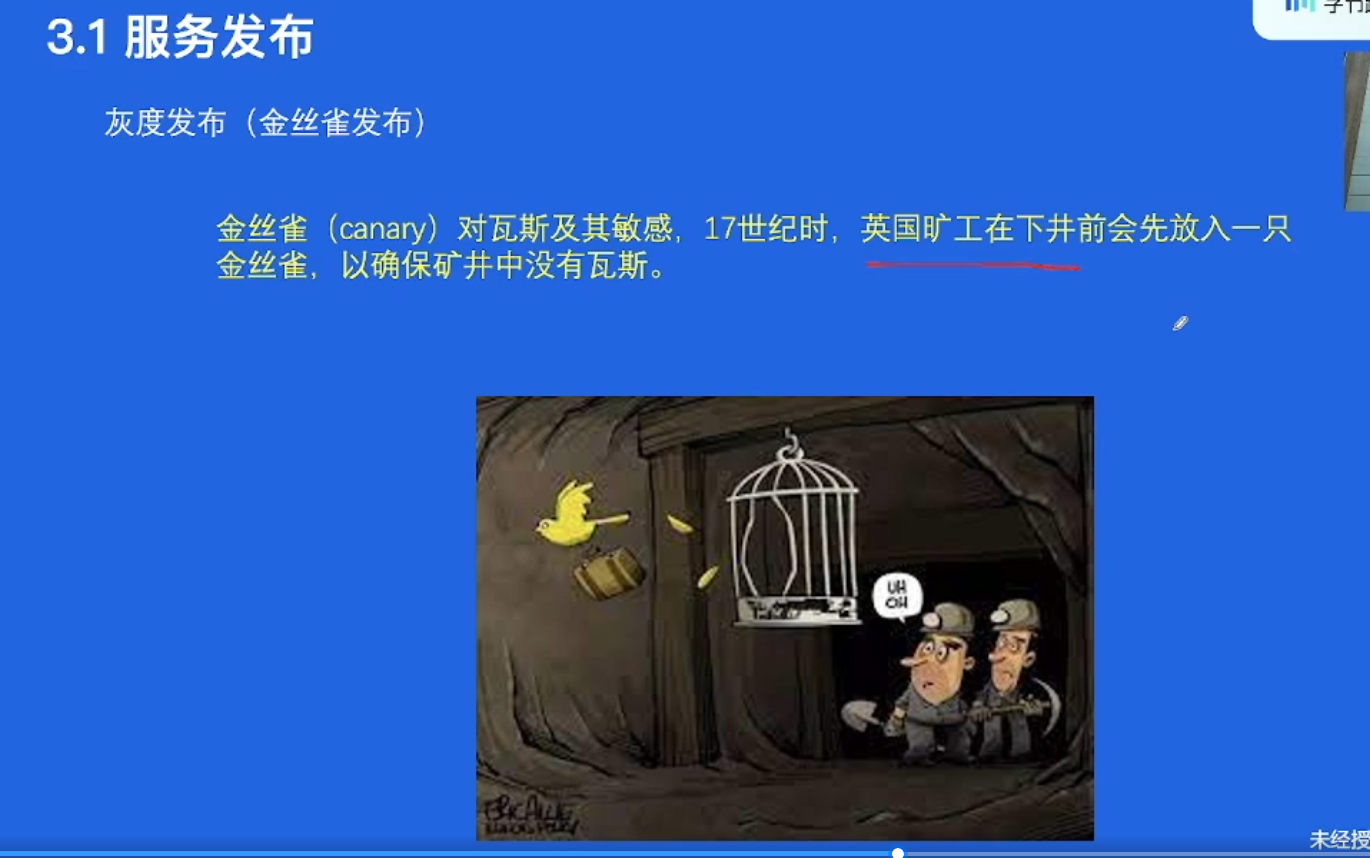 3.1 服务发布
灰度发布（金丝雀发布）
金丝雀（canary）对瓦斯及其敏感，17世纪时，英国旷工在下井前会先放入一只
金丝雀，以确保矿井中没有瓦斯。
UH
OH
未经授